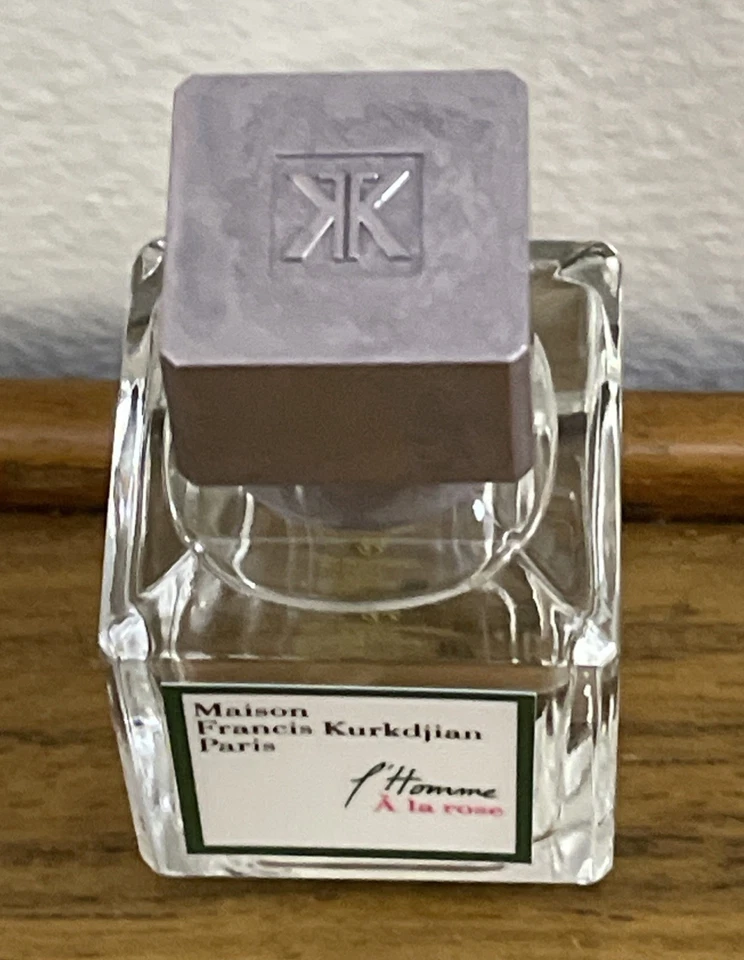 Maison
Francis Kurkdjian
Paris
l'Homme
À la rose